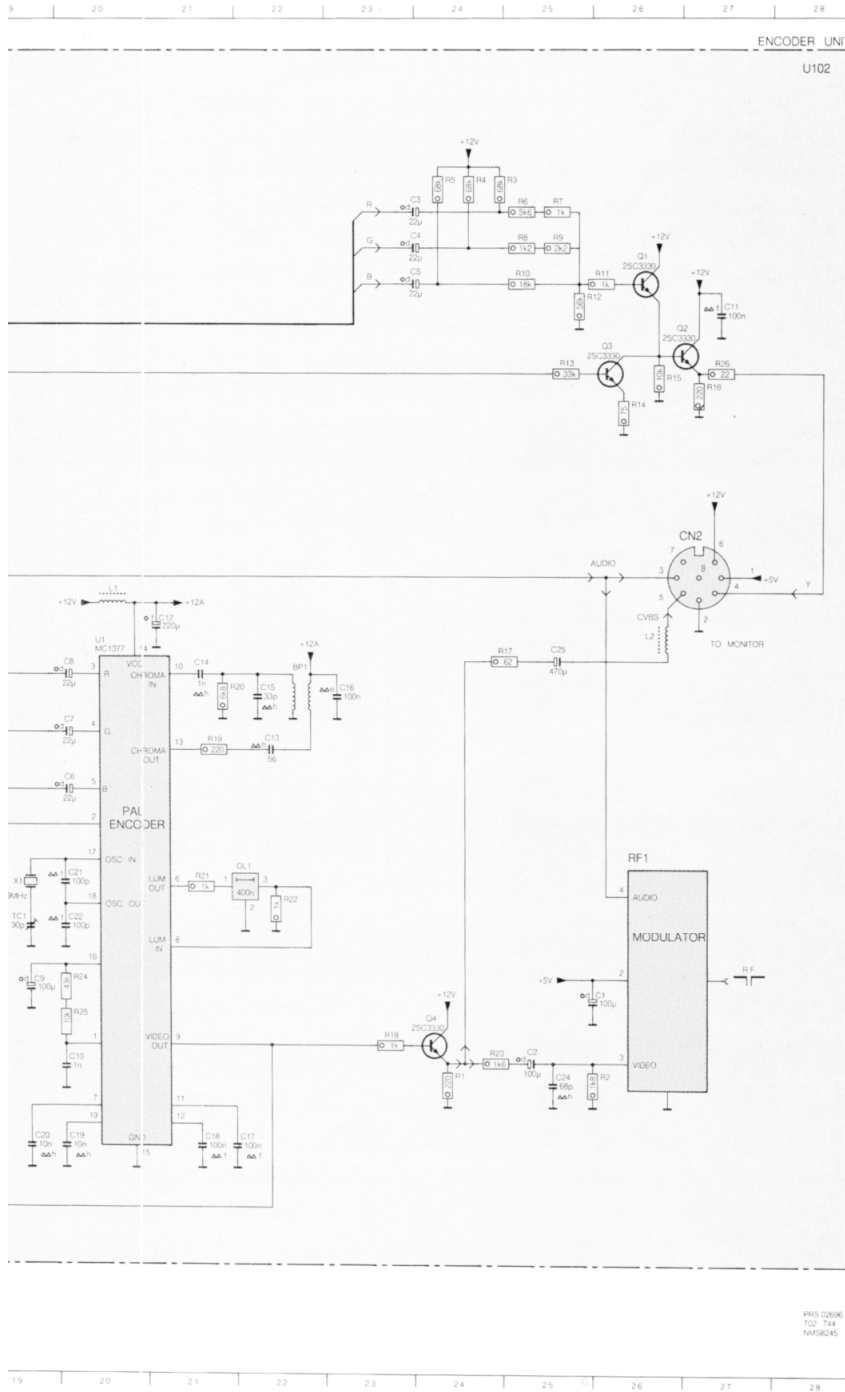 9 20 21 22 23 24 25 26 27 28
ENCODER UNI
U102
+12V
R5 68k
R4 68k
R3 68k
R C3 22µ
R6 5k6
R7 1k
G C4 22µ
R8 1k2
R9 2k2
B C5 22µ
R10 18k
R11 1k
R12 56k
Q1
2SC3330
+12V
+12V
C11
100n
Q2
2SC3330
Q3
2SC3330
R13 33k
R14 75
R15 10k
R16 220
R26 22
+12V
CN2
7 6
AUDIO
3 8 1 +5V
5 4 Y
2
CVBS
L2
TO MONITOR
L1
+12V +12A
C12
220µ
U1
MC1377
14
VCC
C8 22µ 3 R
CHROMA IN 10
C14 1n
R20 6k8
C15 33p
BP1
+12A
C16 100n
C7 22µ 4 G
CHROMA OUT 13
R19 220
C13 56
C6 22µ 5 B
2
PAL
ENCODER
R17 62
C25 470µ
17 OSC IN
X1
9MHz
C21 100p
18 OSC OU
TC1 30p
C22 100p
LUM OUT 6
R21 1k
DL1
1 3
400n
2
R22 1k
LUM IN 8
16
C9 100µ
R24 43k
R25 10k
1
C10 1n
VIDEO OUT 9
R18 1k
Q4
2SC3330
+12V
R1 220
R23 1k6
C2 100µ
C24 68p
R2 1k8
RF1
4 AUDIO
MODULATOR
+5V 2
C1 100µ
3 VIDEO
R.F.
7
19
11
12
GND
15
C20 10n
C19 10n
C18 100n
C17 100n
PRS.02696
T02 744
NMS8245
19 20 21 22 23 24 25 26 27 28